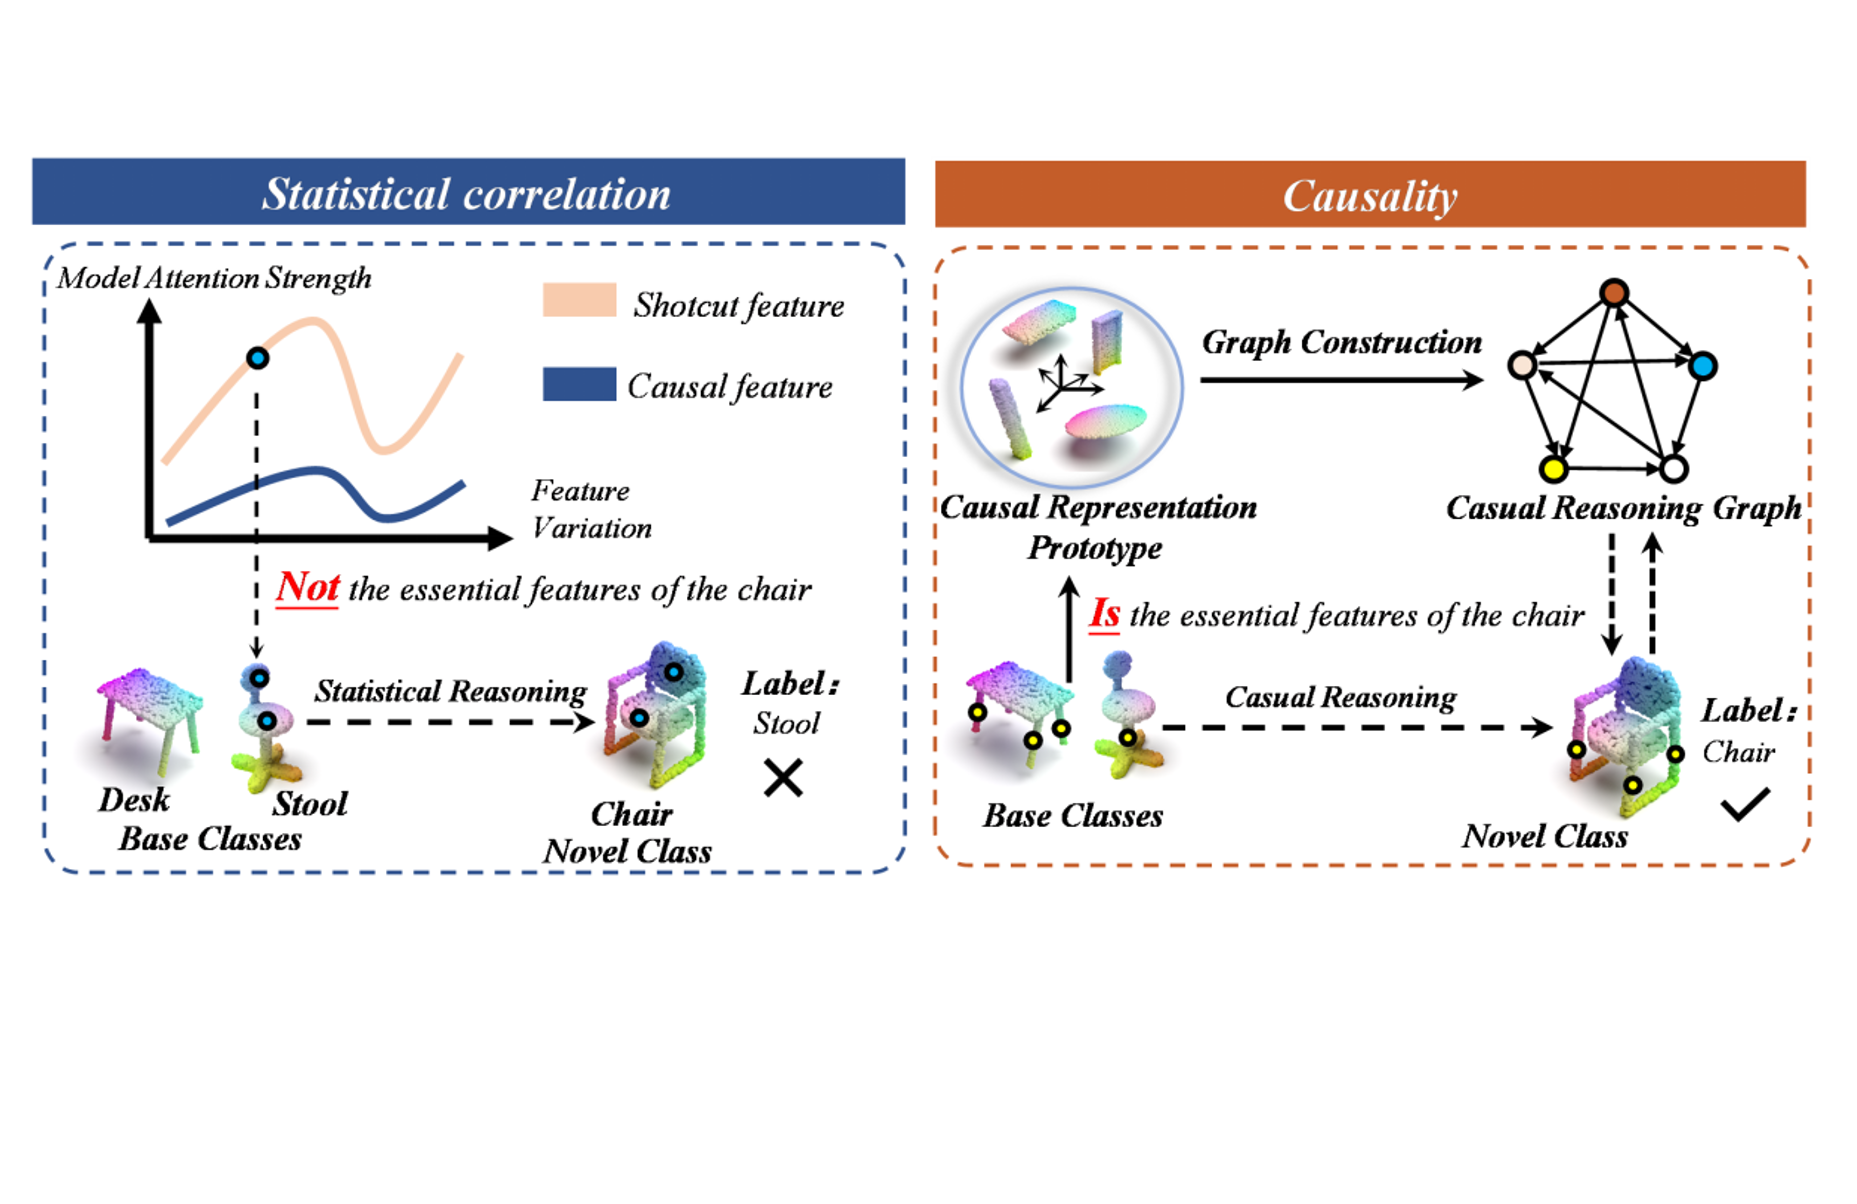 Statistical correlation
Model Attention Strength
Shotcut feature
Causal feature
Feature
Variation
Not the essential features of the chair
Statistical Reasoning
Label:
Stool
Desk
Stool
Base Classes
Chair
Novel Class
Causality
Graph Construction
Causal Representation
Prototype
Casual Reasoning Graph
Is the essential features of the chair
Casual Reasoning
Label:
Chair
Base Classes
Novel Class